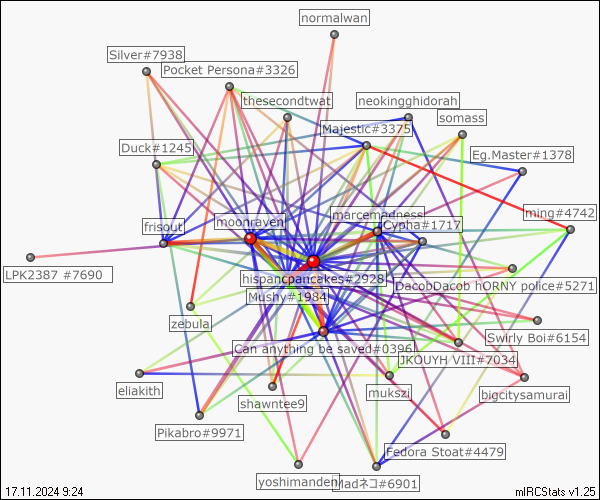 normalwan
Silver#7938
Pocket Persona#3326
thesecondtwat
neokingghidorah
somass
Majestic#3375
Duck#1245
Eg.Master#1378
moonraven
marcemadness
ming#4742
frisout
Cypha#1717
LPK2387 #7690
hispancpancakes#2928
DacobDacob hORNY police#5271
Mushy#1984
zebula
Can anything be saved#0396
Swirly Boi#6154
JKOUYH VIII#7034
eliakith
shawntee9
mukszi
bigcitysamurai
Pikabro#9971
Fedora Stoat#4479
yoshimanden
Madネコ#6901
17.11.2024 9:24
mIRCStats v1.25